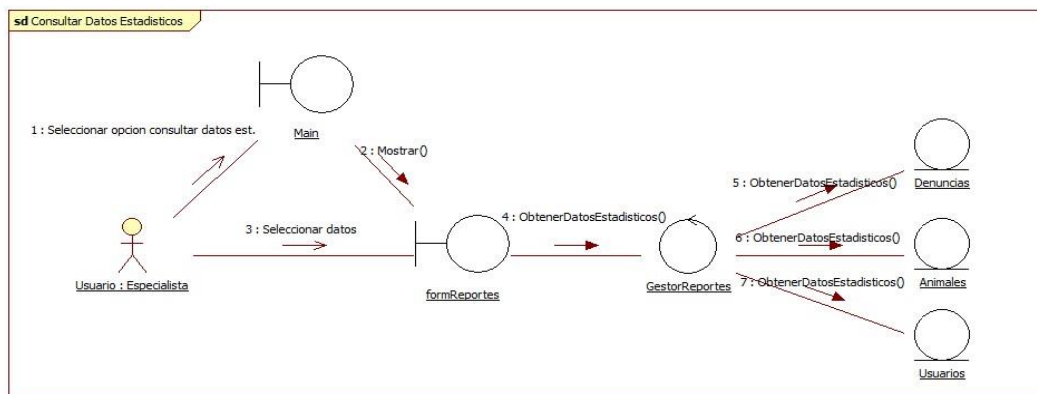 sd Consultar Datos Estadisticos
1 : Seleccionar opcion consultar datos est.
Main
2 : Mostrar()
3 : Seleccionar datos
Usuario : Especialista
formReportes
4 : ObtenerDatosEstadisticos()
GestorReportes
5 : ObtenerDatosEstadisticos()
Denuncias
6 : ObtenerDatosEstadisticos()
Animales
7 : ObtenerDatosEstadisticos()
Usuarios